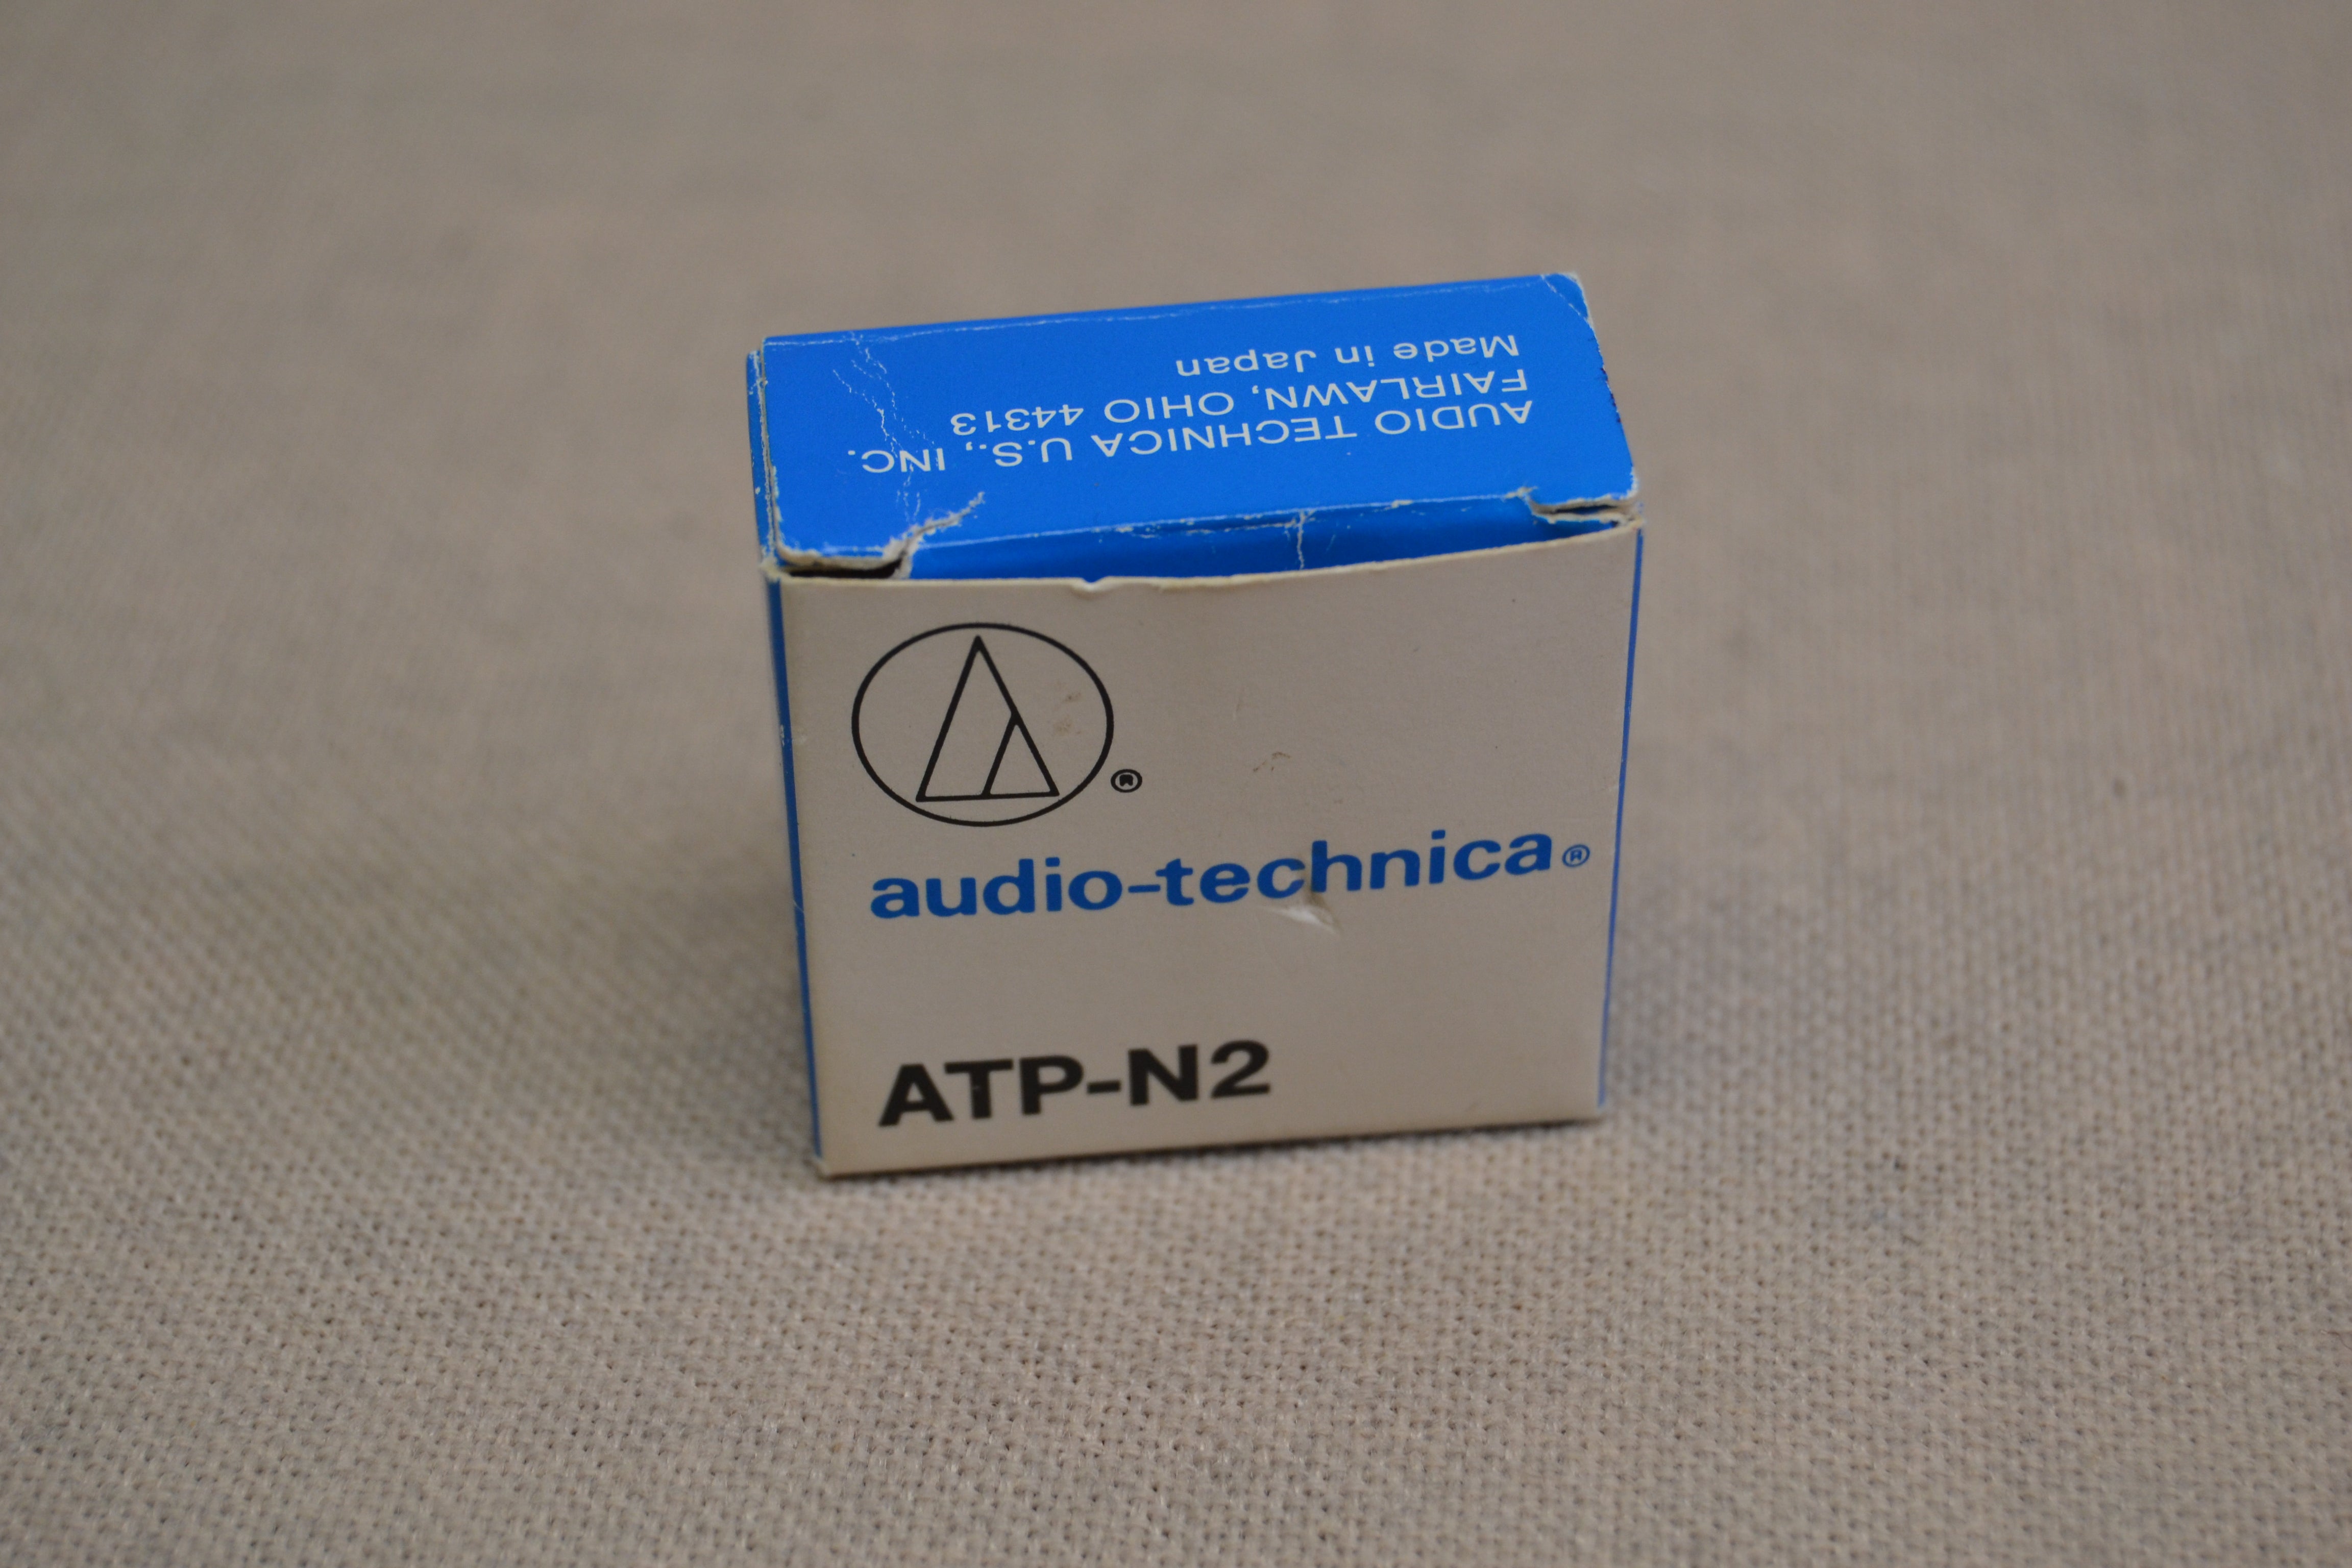 AUDIO TECHNICA U.S., INC.
FAIRLAWN, OHIO 44313
Made in Japan
®
audio-technica®
ATP-N2